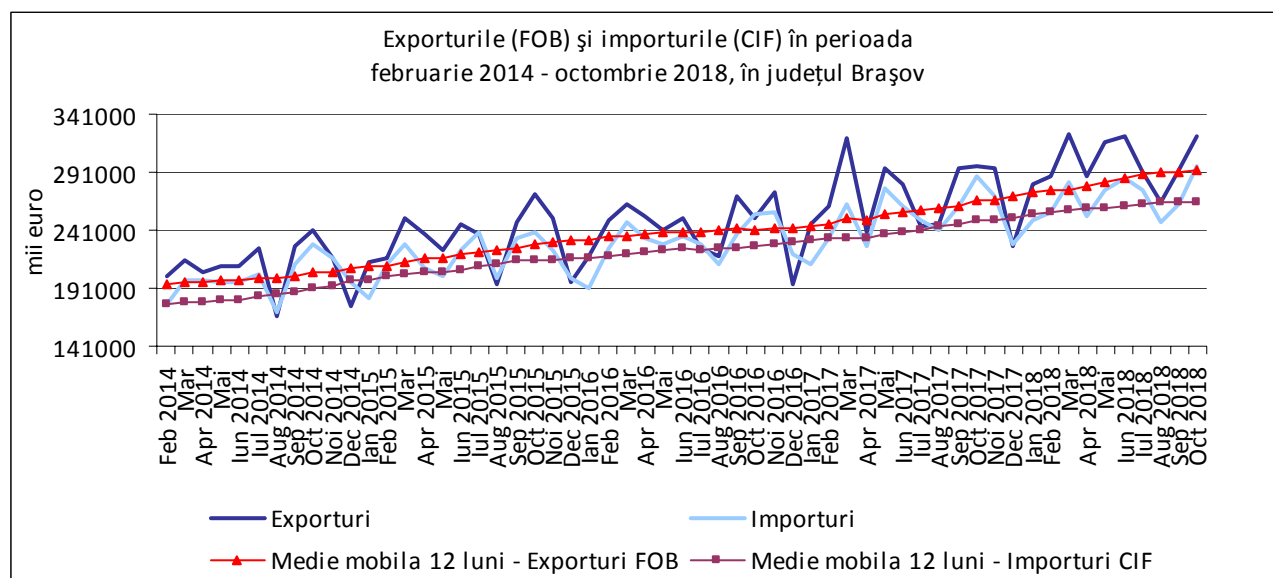 Exporturile (FOB) şi importurile (CIF) în perioada
februarie 2014 - octombrie 2018, în județul Braşov
mii euro
341000
291000
241000
191000
141000
Feb 2014
Mar
Apr 2014
Mai
Iun 2014
Iul 2014
Aug 2014
Sep 2014
Oct 2014
Noi 2014
Dec 2014
Ian 2015
Feb 2015
Mar
Apr 2015
Mai
Iun 2015
Iul 2015
Aug 2015
Sep 2015
Oct 2015
Noi 2015
Dec 2015
Ian 2016
Feb 2016
Mar
Apr 2016
Mai
Iun 2016
Iul 2016
Aug 2016
Sep 2016
Oct 2016
Noi 2016
Dec 2016
Ian 2017
Feb 2017
Mar
Apr 2017
Mai
Iun 2017
Iul 2017
Aug 2017
Sep 2017
Oct 2017
Noi 2017
Dec 2017
Ian 2018
Feb 2018
Mar
Apr 2018
Mai
Iun 2018
Iul 2018
Aug 2018
Sep 2018
Oct 2018
Exporturi
Importuri
Medie mobila 12 luni - Exporturi FOB
Medie mobila 12 luni - Importuri CIF